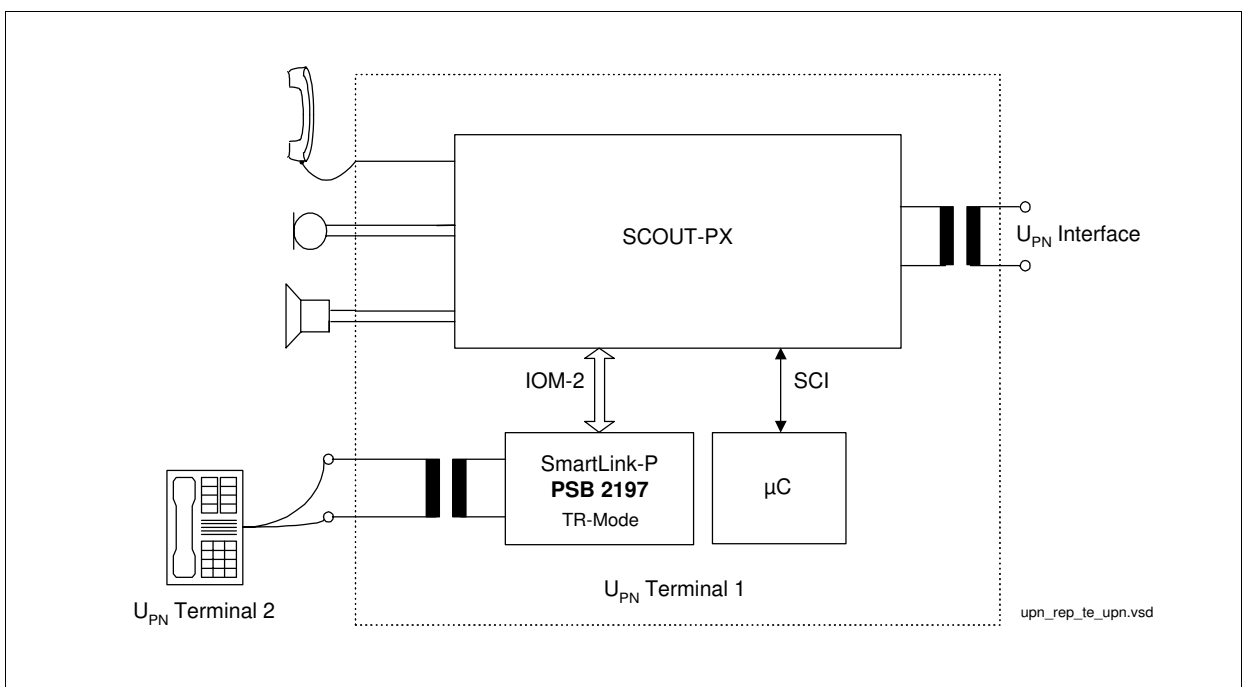 SCOUT-PX
U_PN Interface
IOM-2
SCI
SmartLink-P
PSB 2197
TR-Mode
µC
U_PN Terminal 1
U_PN Terminal 2
upn_rep_te_upn.vsd